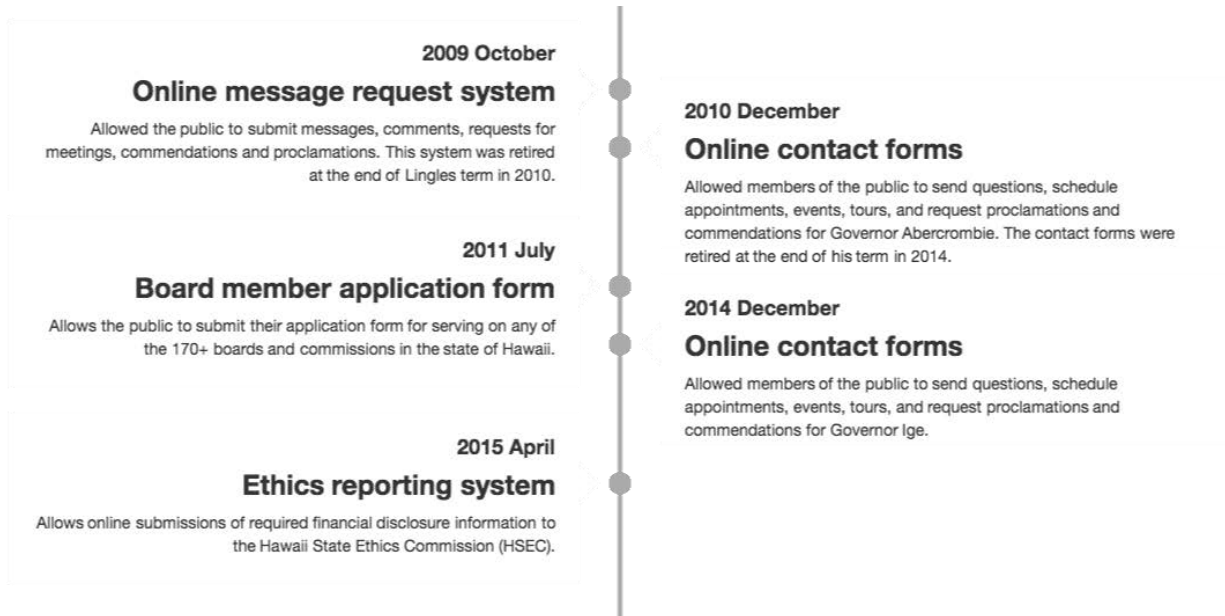 2009 October
Online message request system
Allowed the public to submit messages, comments, requests for
meetings, commendations and proclamations. This system was retired
at the end of Lingles term in 2010.
2010 December
Online contact forms
Allowed members of the public to send questions, schedule
appointments, events, tours, and request proclamations and
commendations for Governor Abercrombie. The contact forms were
retired at the end of his term in 2014.
2011 July
Board member application form
Allows the public to submit their application form for serving on any of
the 170+ boards and commissions in the state of Hawaii.
2014 December
Online contact forms
Allowed members of the public to send questions, schedule
appointments, events, tours, and request proclamations and
commendations for Governor Ige.
2015 April
Ethics reporting system
Allows online submissions of required financial disclosure information to
the Hawaii State Ethics Commission (HSEC).